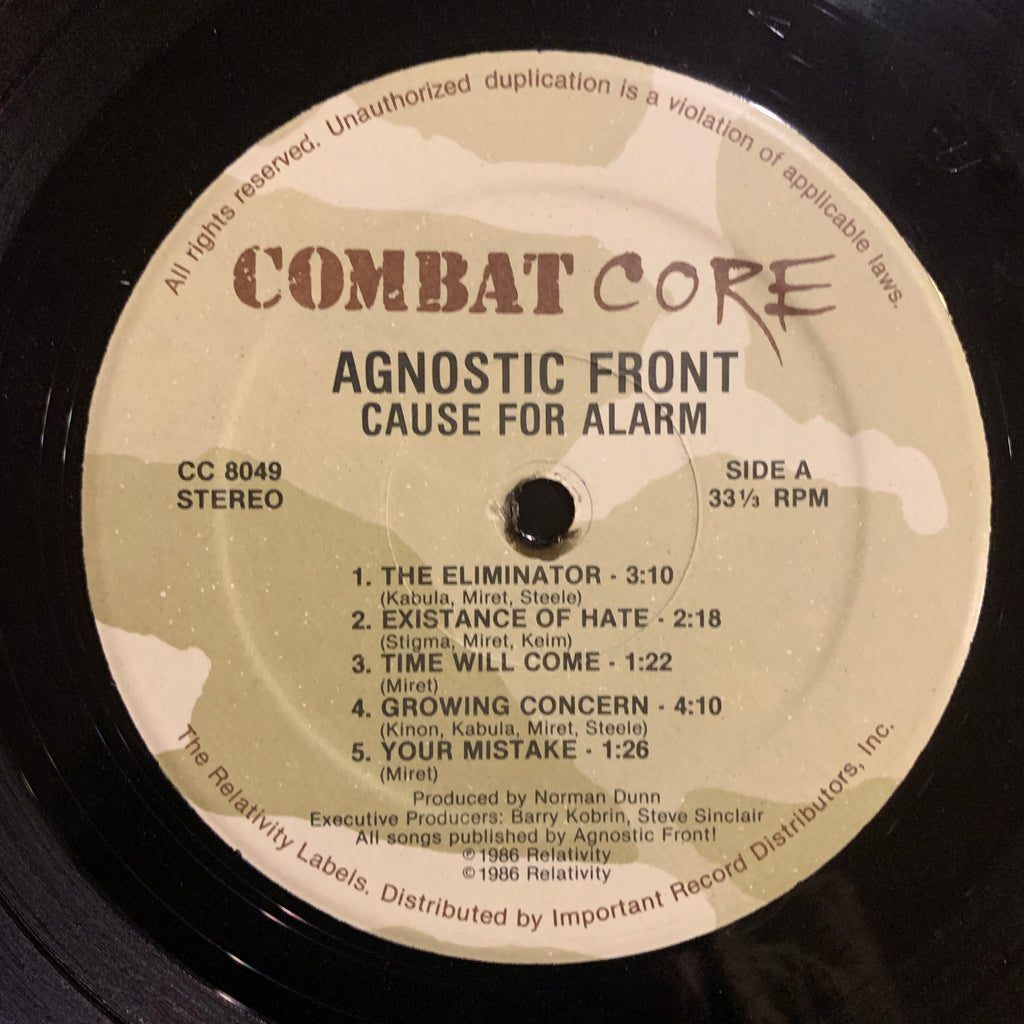 All rights reserved. Unauthorized duplication is a violation of applicable laws.
COMBAT CORE
AGNOSTIC FRONT
CAUSE FOR ALARM
CC 8049
STEREO
SIDE A
33⅓ RPM
1. THE ELIMINATOR - 3:10
(Kabula, Miret, Steele)
2. EXISTANCE OF HATE - 2:18
(Stigma, Miret, Keim)
3. TIME WILL COME - 1:22
(Miret)
4. GROWING CONCERN - 4:10
(Kinon, Kabula, Miret, Steele)
5. YOUR MISTAKE - 1:26
(Miret)
Produced by Norman Dunn
Executive Producers: Barry Kobrin, Steve Sinclair
All songs published by Agnostic Front!
℗ 1986 Relativity
© 1986 Relativity
The Relativity Labels. Distributed by Important Record Distributors, Inc.